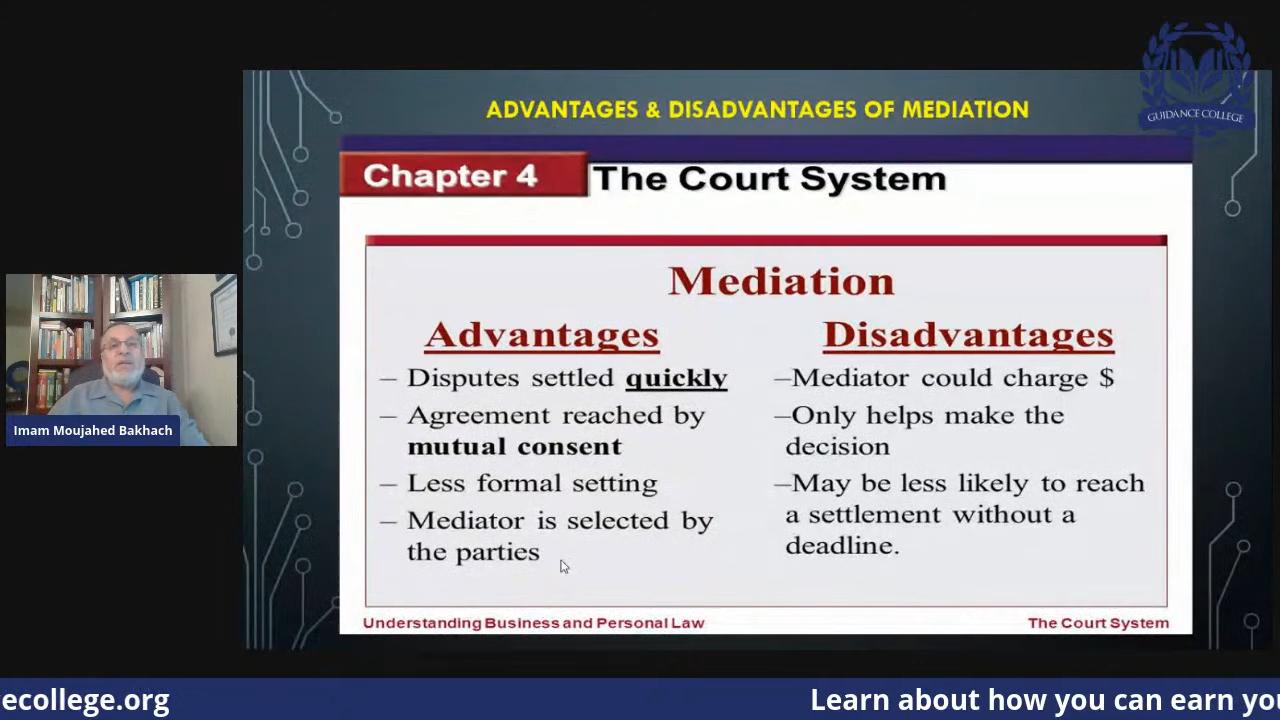 GUIDANCE COLLEGE
ADVANTAGES & DISADVANTAGES OF MEDIATION
Chapter 4
The Court System
Mediation
Advantages
– Disputes settled quickly
– Agreement reached by
mutual consent
– Less formal setting
– Mediator is selected by
the parties
Disadvantages
–Mediator could charge $
–Only helps make the
decision
–May be less likely to reach
a settlement without a
deadline.
Understanding Business and Personal Law
The Court System
Imam Moujahed Bakhach
ecollege.org
Learn about how you can earn you